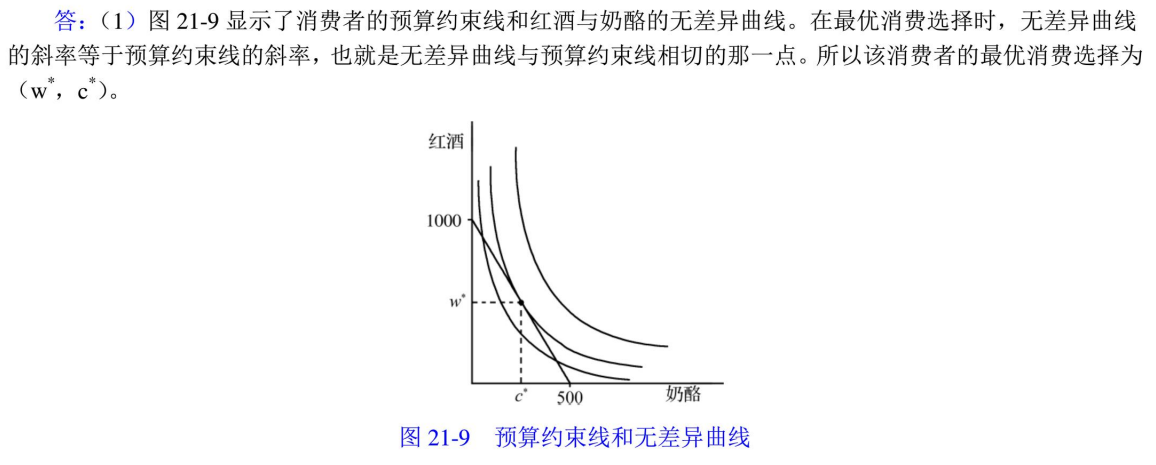 答：（1）图 21-9 显示了消费者的预算约束线和红酒与奶酪的无差异曲线。在最优消费选择时，无差异曲线
的斜率等于预算约束线的斜率，也就是无差异曲线与预算约束线相切的那一点。所以该消费者的最优消费选择为
（w*，c*）。
红酒
1000
w*
c*
500
奶酪
图 21-9 预算约束线和无差异曲线